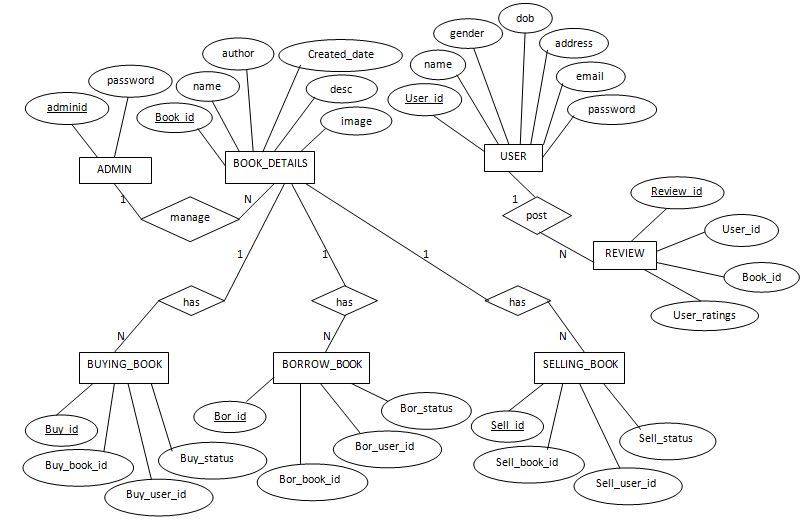 dob
gender
author
Created_date
address
name
password
name
desc
email
adminid
Book_id
User_id
password
image
ADMIN
BOOK_DETAILS
USER
Review_id
1
N
1
manage
post
User_id
1
1
1
N
REVIEW
Book_id
has
has
has
User_ratings
N
N
N
BUYING_BOOK
BORROW_BOOK
SELLING_BOOK
Buy_id
Bor_id
Bor_status
Sell_id
Sell_status
Buy_book_id
Buy_status
Bor_user_id
Sell_book_id
Buy_user_id
Bor_book_id
Sell_user_id